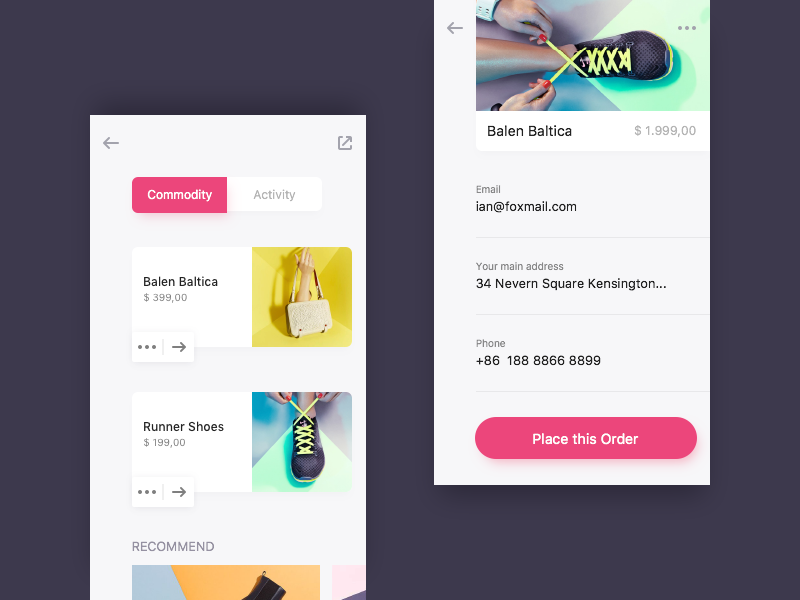 Commodity
Activity
Balen Baltica
$ 399,00
Runner Shoes
$ 199,00
RECOMMEND
Balen Baltica
$ 1.999,00
Email
ian@foxmail.com
Your main address
34 Nevern Square Kensington...
Phone
+86 188 8866 8899
Place this Order